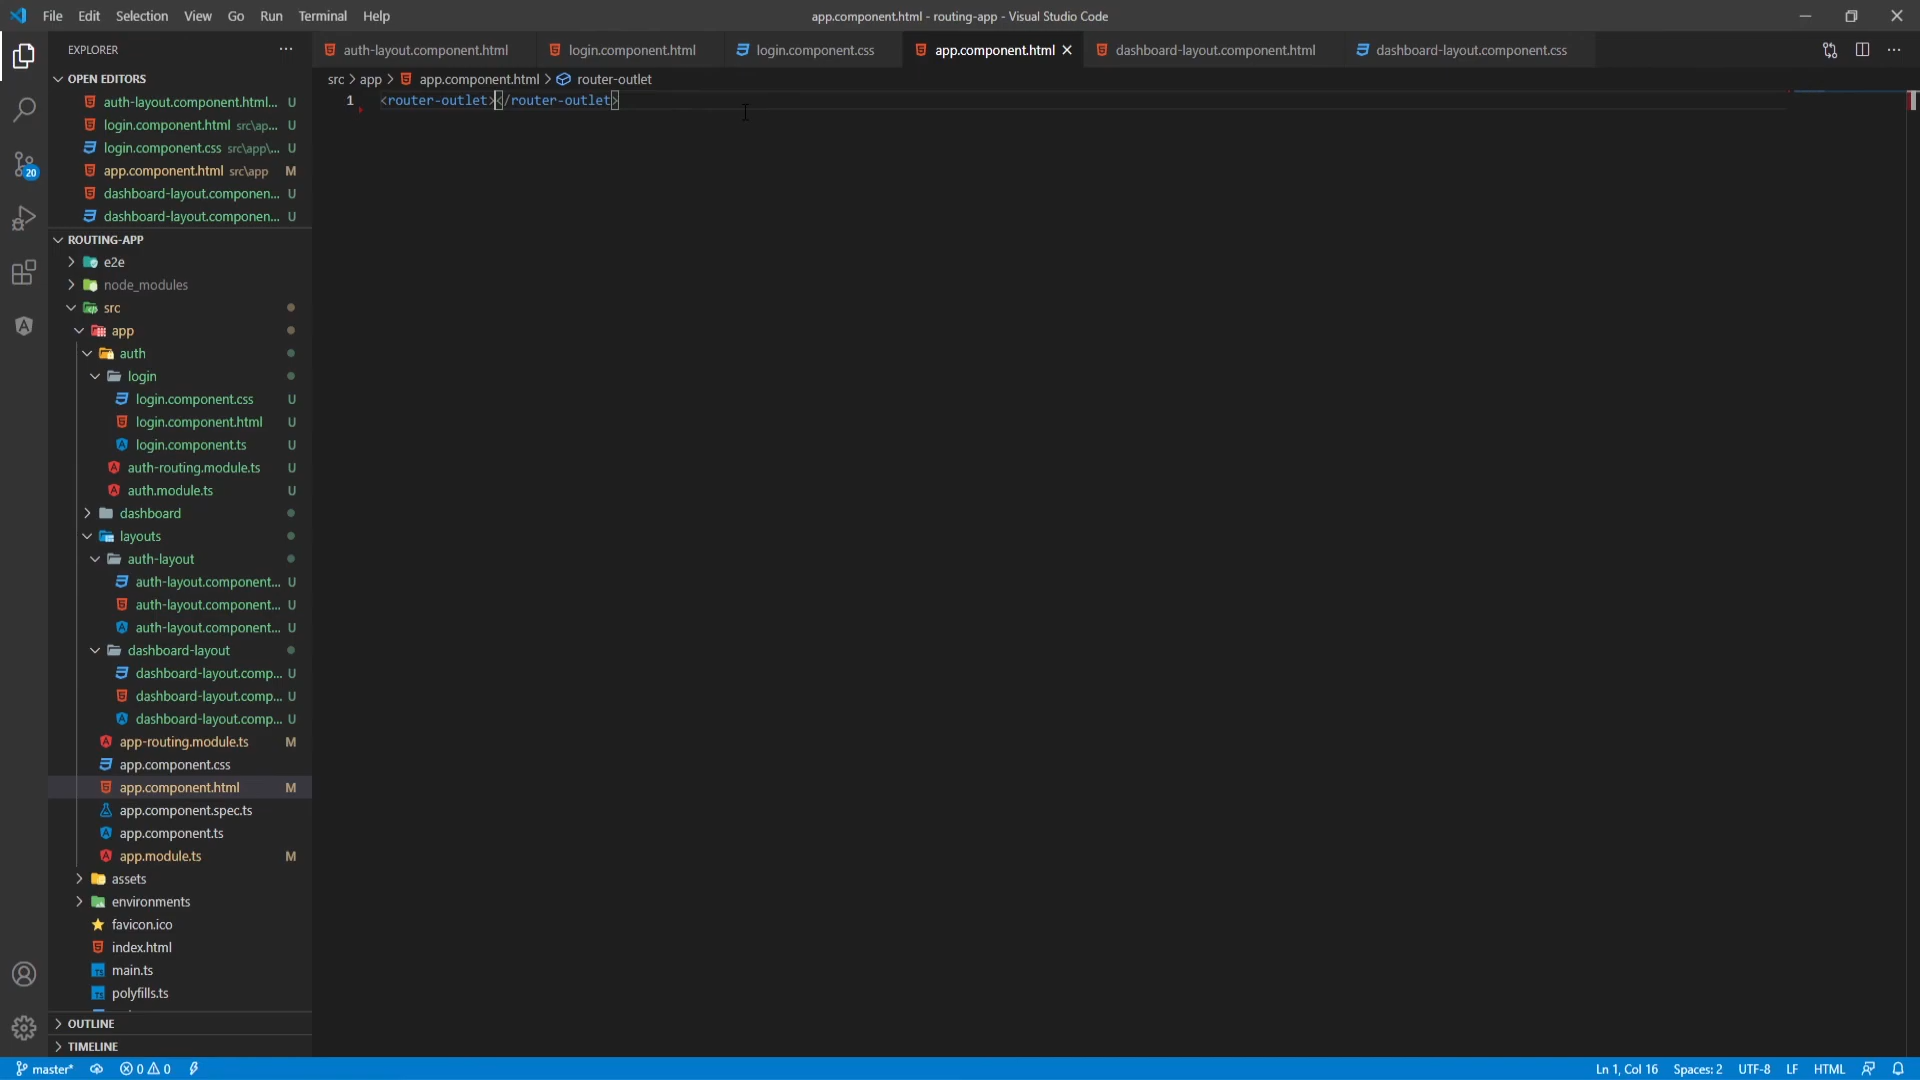 File Edit Selection View Go Run Terminal Help
app.component.html - routing-app - Visual Studio Code
EXPLORER
auth-layout.component.html
login.component.html
login.component.css
app.component.html
dashboard-layout.component.html
dashboard-layout.component.css
src > app > app.component.html > router-outlet
1 <router-outlet></router-outlet>
OPEN EDITORS
auth-layout.component.html... U
login.component.html src\ap... U
login.component.css src\app\... U
app.component.html src\app M
dashboard-layout.componen... U
dashboard-layout.componen... U
ROUTING-APP
e2e
node_modules
src
app
auth
login
login.component.css U
login.component.html U
login.component.ts U
auth-routing.module.ts U
auth.module.ts U
dashboard
layouts
auth-layout
auth-layout.component... U
auth-layout.component... U
auth-layout.component... U
dashboard-layout
dashboard-layout.comp... U
dashboard-layout.comp... U
dashboard-layout.comp... U
app-routing.module.ts M
app.component.css
app.component.html M
app.component.spec.ts
app.component.ts
app.module.ts M
assets
environments
favicon.ico
index.html
main.ts
polyfills.ts
OUTLINE
TIMELINE
20
master* 0 0
Ln 1, Col 16 Spaces: 2 UTF-8 LF HTML